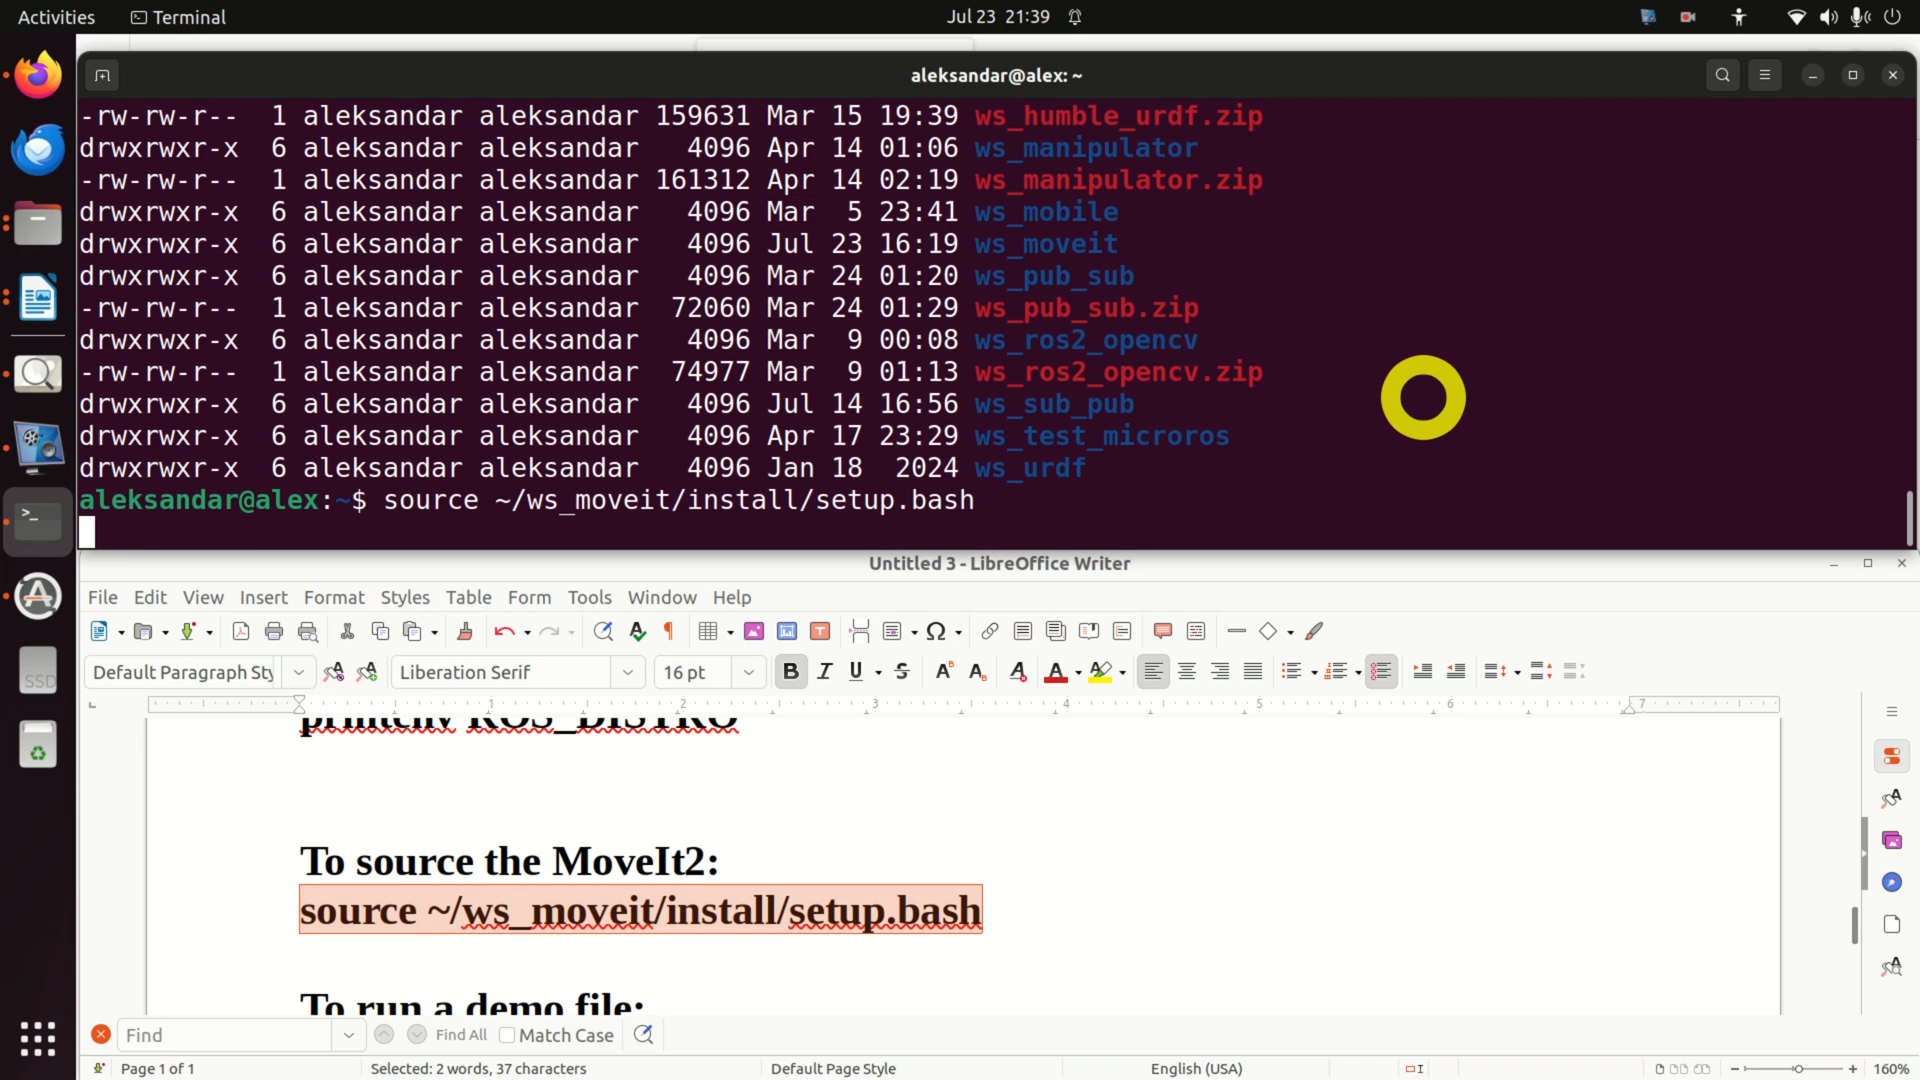 Activities Terminal Jul 23 21:39
aleksandar@alex: ~
-rw-rw-r-- 1 aleksandar aleksandar 159631 Mar 15 19:39 ws_humble_urdf.zip
drwxrwxr-x 6 aleksandar aleksandar 4096 Apr 14 01:06 ws_manipulator
-rw-rw-r-- 1 aleksandar aleksandar 161312 Apr 14 02:19 ws_manipulator.zip
drwxrwxr-x 6 aleksandar aleksandar 4096 Mar 5 23:41 ws_mobile
drwxrwxr-x 6 aleksandar aleksandar 4096 Jul 23 16:19 ws_moveit
drwxrwxr-x 6 aleksandar aleksandar 4096 Mar 24 01:20 ws_pub_sub
-rw-rw-r-- 1 aleksandar aleksandar 72060 Mar 24 01:29 ws_pub_sub.zip
drwxrwxr-x 6 aleksandar aleksandar 4096 Mar 9 00:08 ws_ros2_opencv
-rw-rw-r-- 1 aleksandar aleksandar 74977 Mar 9 01:13 ws_ros2_opencv.zip
drwxrwxr-x 6 aleksandar aleksandar 4096 Jul 14 16:56 ws_sub_pub
drwxrwxr-x 6 aleksandar aleksandar 4096 Apr 17 23:29 ws_test_microros
drwxrwxr-x 6 aleksandar aleksandar 4096 Jan 18 2024 ws_urdf
aleksandar@alex:~$ source ~/ws_moveit/install/setup.bash
Untitled 3 - LibreOffice Writer
File Edit View Insert Format Styles Table Form Tools Window Help
Default Paragraph Sty Liberation Serif 16 pt
1 2 3 4 5 6 7
printenv ROS_DISTRO
To source the MoveIt2:
source ~/ws_moveit/install/setup.bash
To run a demo file:
Find Find All Match Case
Page 1 of 1 Selected: 2 words, 37 characters Default Page Style English (USA) 160%
SSD